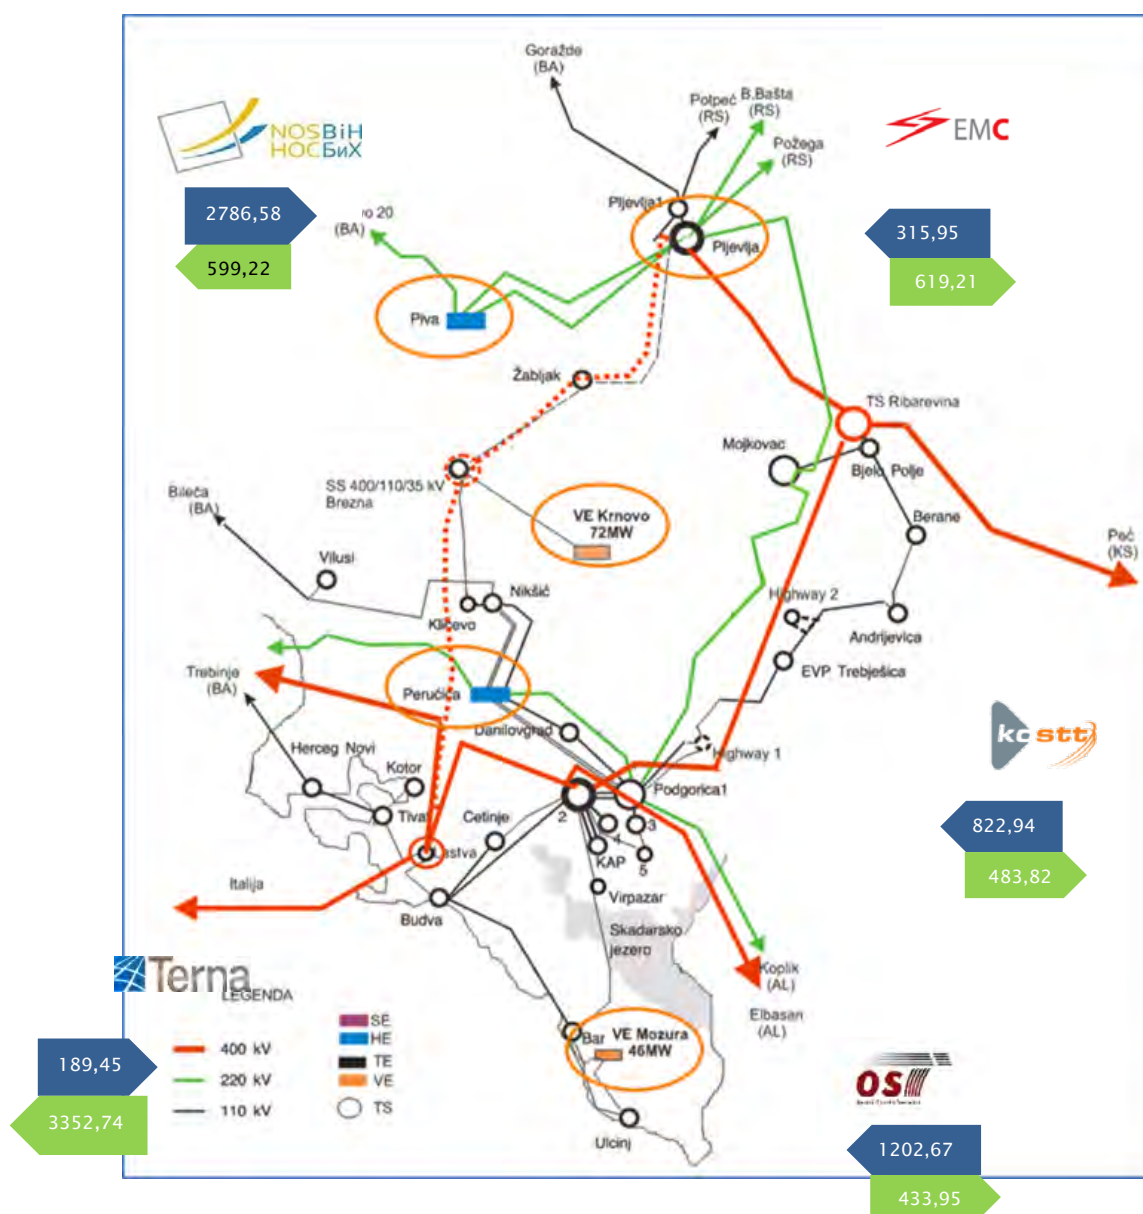 Goražde
(BA)
Potpeć
(RS)
B.Bašta
(RS)
Požega
(RS)
NOSBiH
НОСБиХ
EMC
2786,58
599,22
vo 20
(BA)
315,95
619,21
Pljevlja1
Pljevlja
Piva
Žabljak
TS Ribarevina
Mojkovac
Bjelo Polje
SS 400/110/35 kV
Brezna
Bileća
(BA)
VE Krnovo
72MW
Berane
Peć
(KS)
Vilusi
Nikšić
Kličevo
Highway 2
Andrijevica
EVP Trebješica
Trebinje
(BA)
Perućica
Danilovgrad
Highway 1
kostt
Herceg Novi
Kotor
Tivat
Cetinje
Podgorica1
2
3
4
5
KAP
Lastva
822,94
483,82
Italija
Budva
Virpazar
Skadarsko
jezero
Koplik
(AL)
Elbasan
(AL)
Terna
LEGENDA
400 kV
220 kV
110 kV
SE
HE
TE
VE
TS
189,45
3352,74
Bar
VE Mozura
46MW
Ulcinj
OST
1202,67
433,95